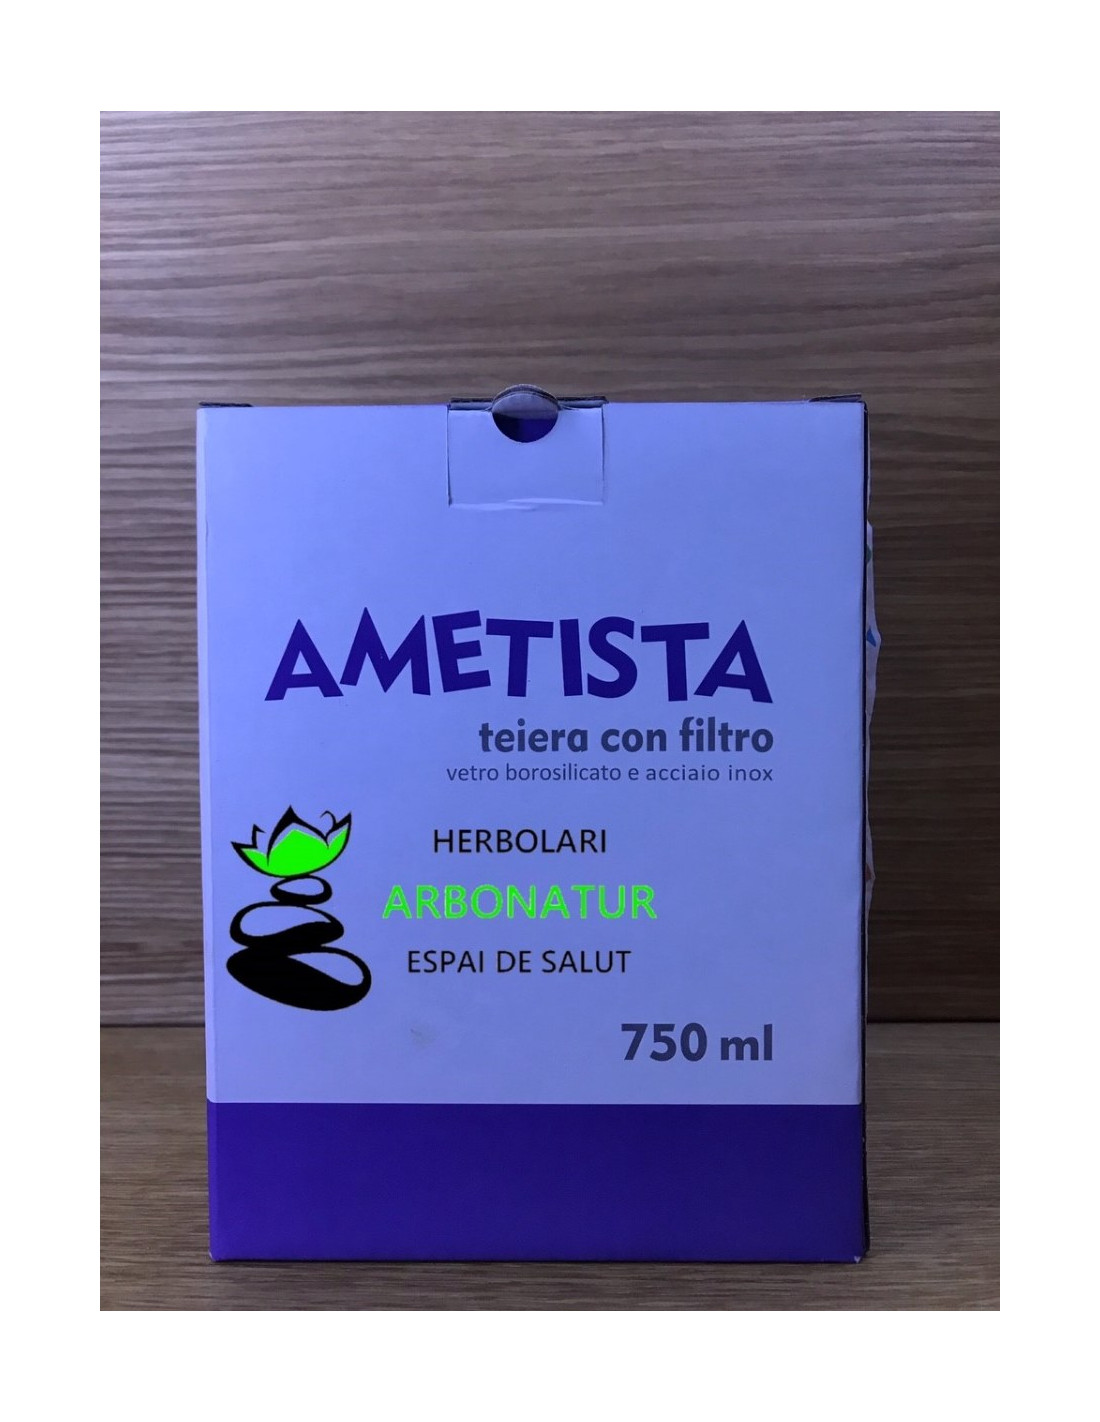 AMETISTA
teiera con filtro
vetro borosilicato e acciaio inox
HERBOLARI
ARBONATUR
ESPAI DE SALUT
750 ml